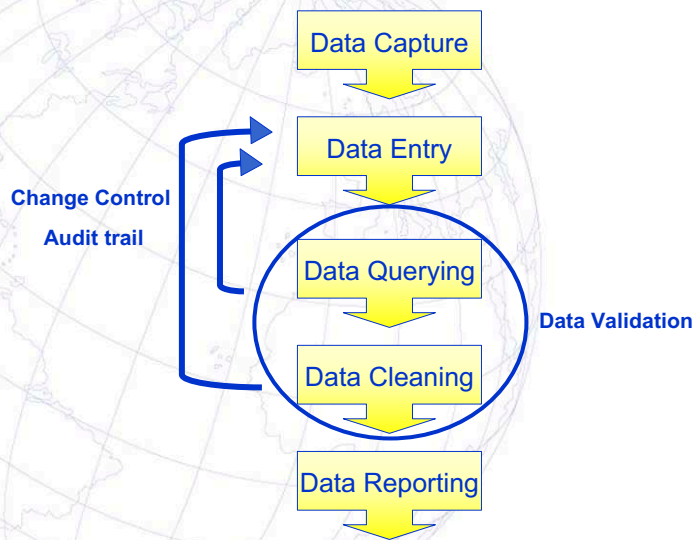 Data Capture
Data Entry
Change Control
Audit trail
Data Querying
Data Validation
Data Cleaning
Data Reporting